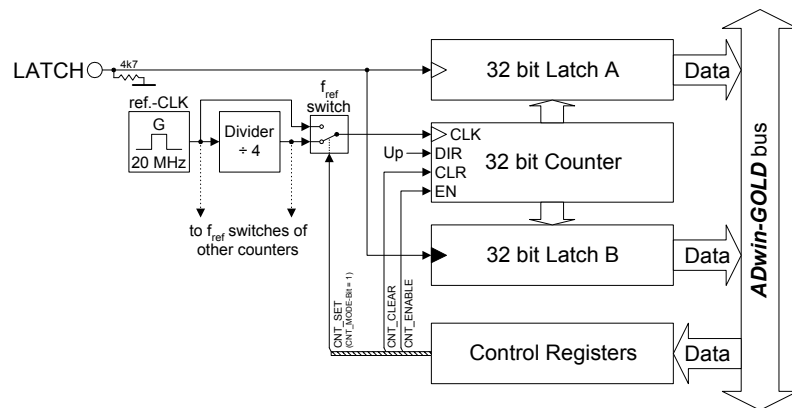 LATCH
4k7
32 bit Latch A
Data
ref.-CLK
G
20 MHz
Divider
÷ 4
f_ref
switch
CLK
Up
DIR
CLR
EN
32 bit Counter
to f_ref switches of
other counters
32 bit Latch B
Data
CNT_SET
(CNT_MODE-Bit = 1)
CNT_CLEAR
CNT_ENABLE
Control Registers
Data
ADwin-GOLD bus